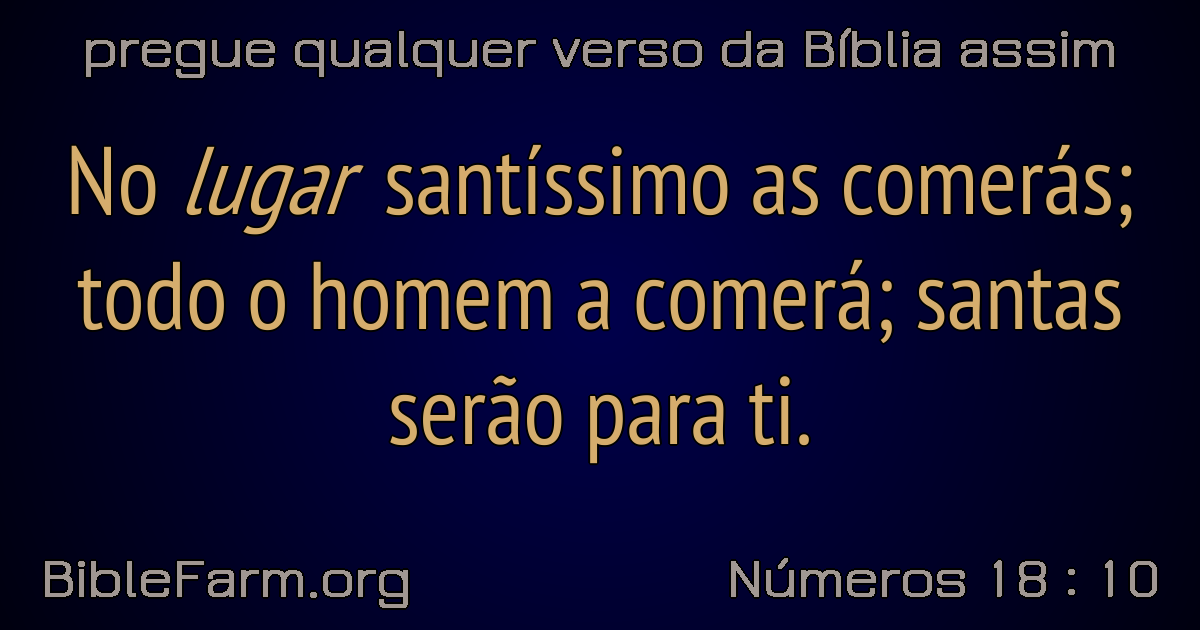 pregue qualquer verso da Bíblia assim
No lugar santíssimo as comerás;
todo o homem a comerá; santas
serão para ti.
BibleFarm.org
Números 18 : 10